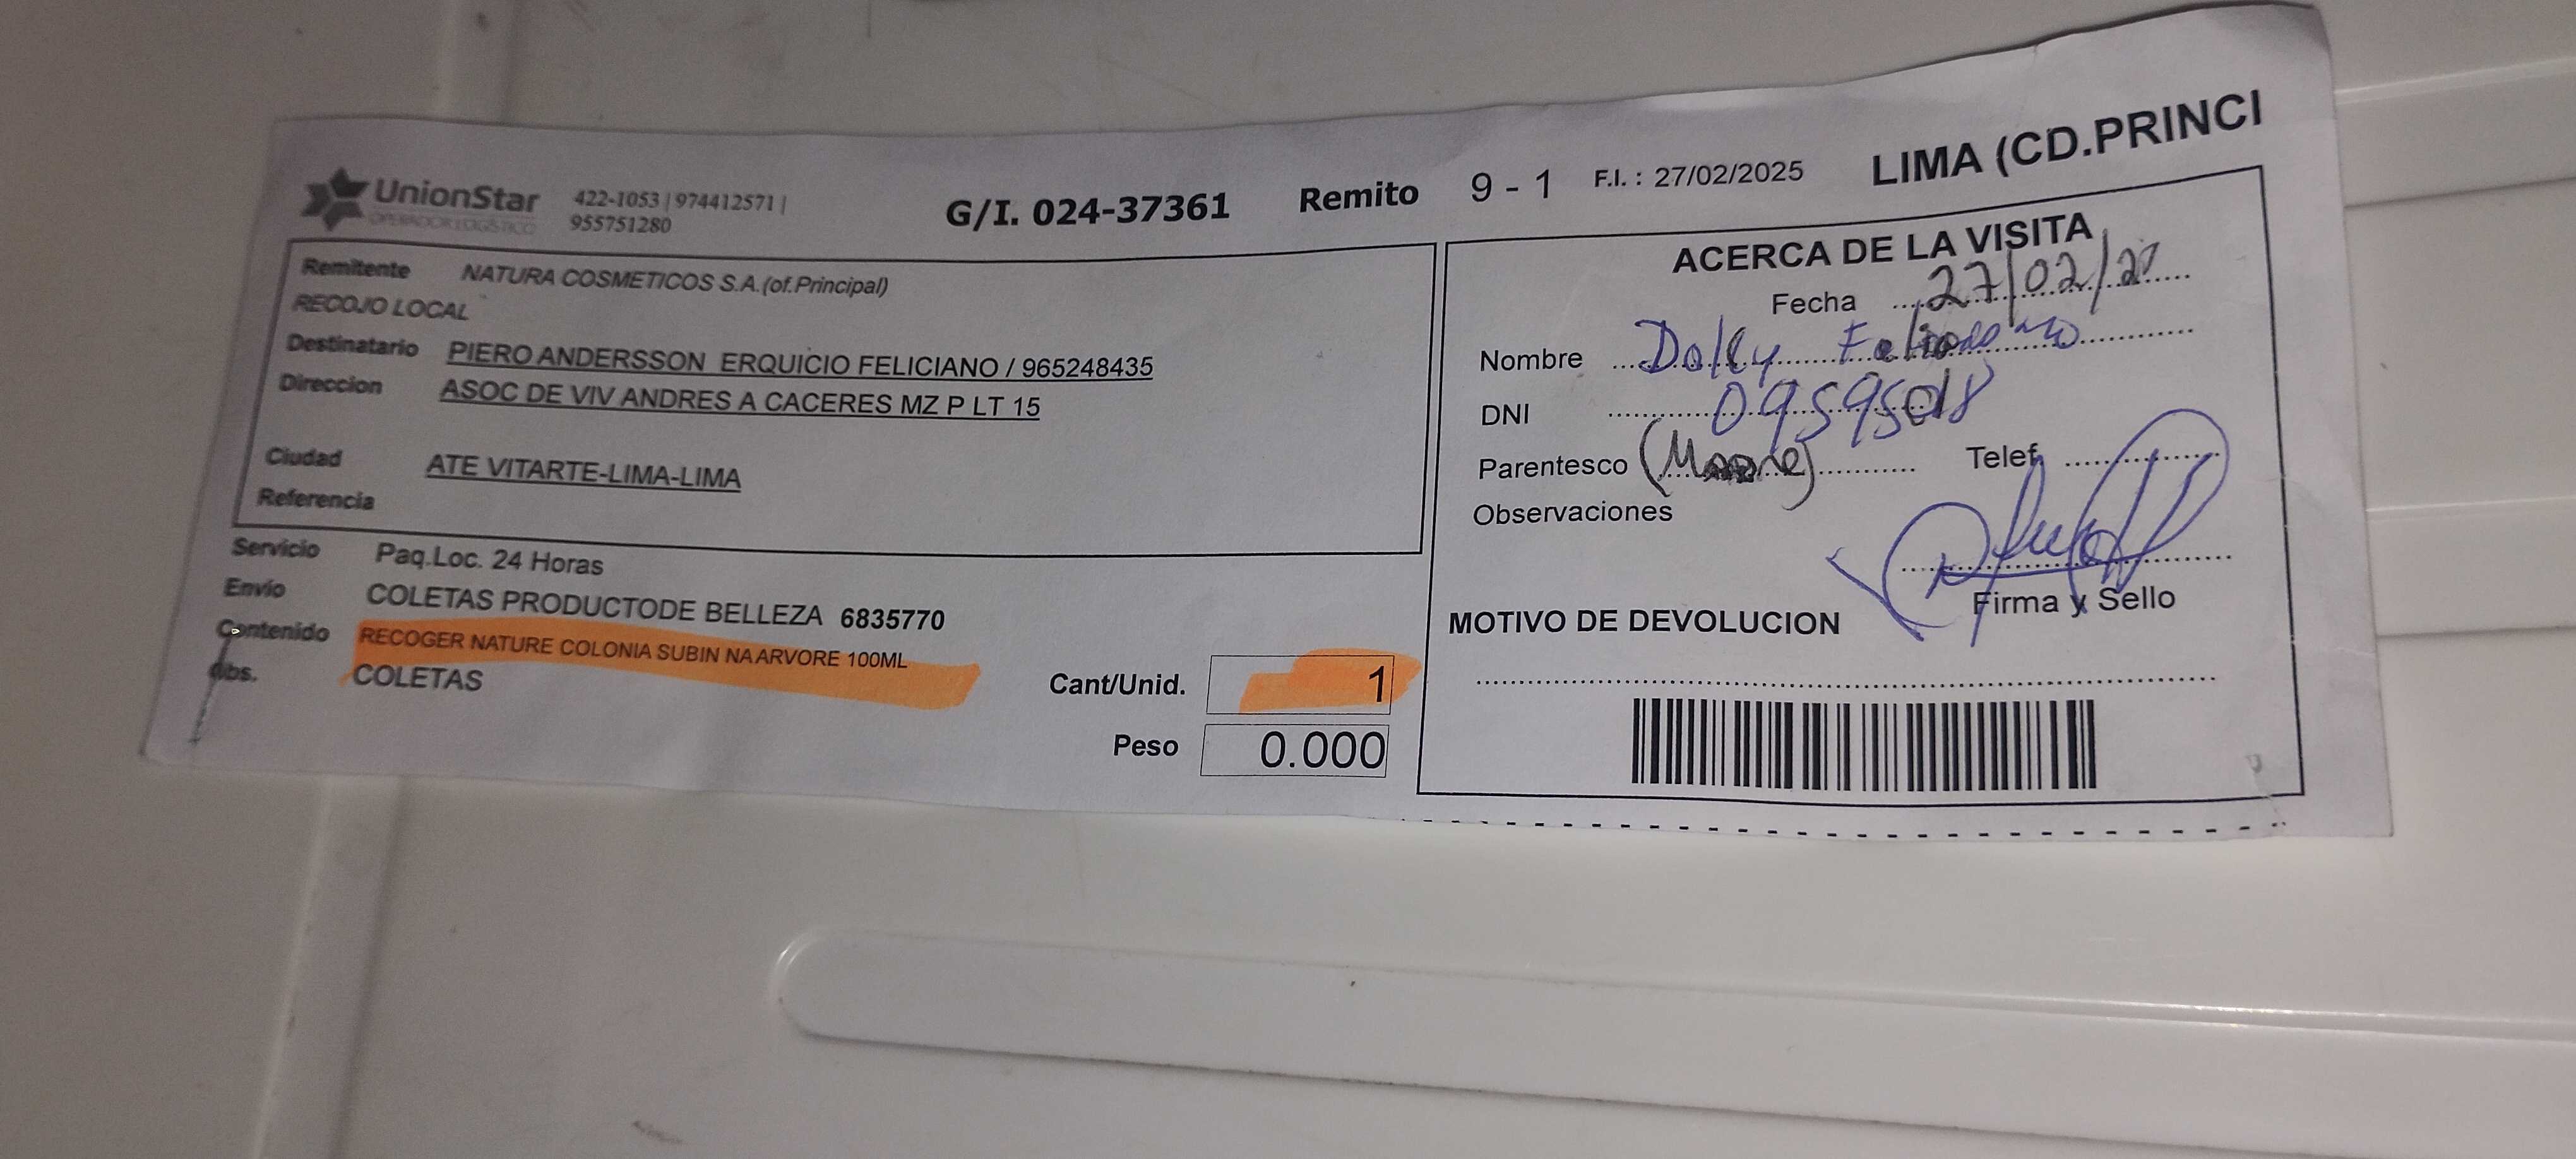 UnionStar
OPERADOR LOGISTICO
422-1053 | 974412571 |
955751280
G/I. 024-37361 Remito 9 - 1 F.I. : 27/02/2025 LIMA (CD.PRINCI
Remitente NATURA COSMETICOS S.A.(of.Principal)
RECOJO LOCAL
Destinatario PIERO ANDERSSON ERQUICIO FELICIANO / 965248435
Direccion ASOC DE VIV ANDRES A CACERES MZ P LT 15
Ciudad ATE VITARTE-LIMA-LIMA
Referencia
Servicio Paq.Loc. 24 Horas
Envio COLETAS PRODUCTODE BELLEZA 6835770
Contenido RECOGER NATURE COLONIA SUBIN NA ARVORE 100ML
Obs. COLETAS
Cant/Unid. 1
Peso 0.000
ACERCA DE LA VISITA
Fecha 27/02/
Nombre Dolly
DNI 09595018
Parentesco Telef
Observaciones
Firma y Sello
MOTIVO DE DEVOLUCION